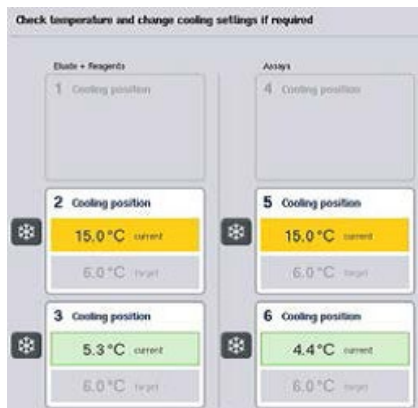 Check temperature and change cooling settings if required
Eluate + Reagents
Assays
1 Cooling position
4 Cooling position
2 Cooling position
15.0 °C current
6.0 °C target
5 Cooling position
15.0 °C current
6.0 °C target
3 Cooling position
5.3 °C current
6.0 °C target
6 Cooling position
4.4 °C current
6.0 °C target